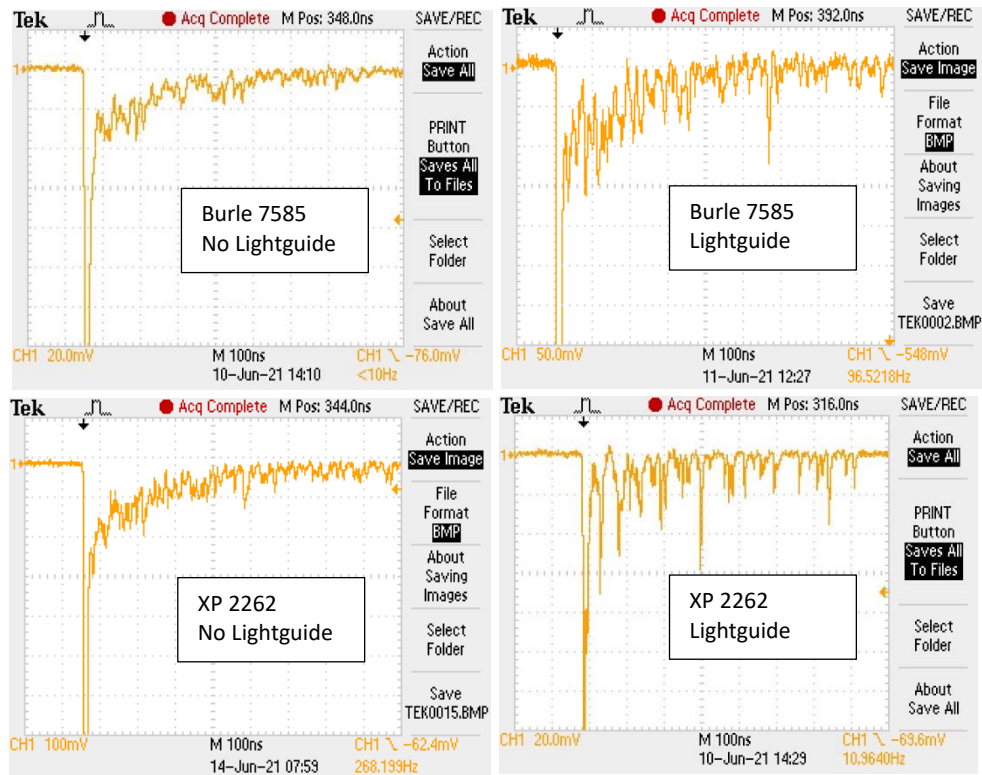 Tek Acq Complete M Pos: 348.0ns SAVE/REC
Action
Save All
PRINT
Button
Saves All
To Files
Select
Folder
About
Save All
1
Burle 7585
No Lightguide
CH1 20.0mV M 100ns CH1 -76.0mV
10-Jun-21 14:10 <10Hz
Tek Acq Complete M Pos: 392.0ns SAVE/REC
Action
Save Image
File
Format
BMP
About
Saving
Images
Select
Folder
Save
TEK0002.BMP
1
Burle 7585
Lightguide
CH1 50.0mV M 100ns CH1 -548mV
11-Jun-21 12:27 96.5218Hz
Tek Acq Complete M Pos: 344.0ns SAVE/REC
Action
Save Image
File
Format
BMP
About
Saving
Images
Select
Folder
Save
TEK0015.BMP
1
XP 2262
No Lightguide
CH1 100mV M 100ns CH1 -62.4mV
14-Jun-21 07:59 268.199Hz
Tek Acq Complete M Pos: 316.0ns SAVE/REC
Action
Save All
PRINT
Button
Saves All
To Files
Select
Folder
About
Save All
1
XP 2262
Lightguide
CH1 20.0mV M 100ns CH1 -69.6mV
10-Jun-21 14:29 10.9640Hz